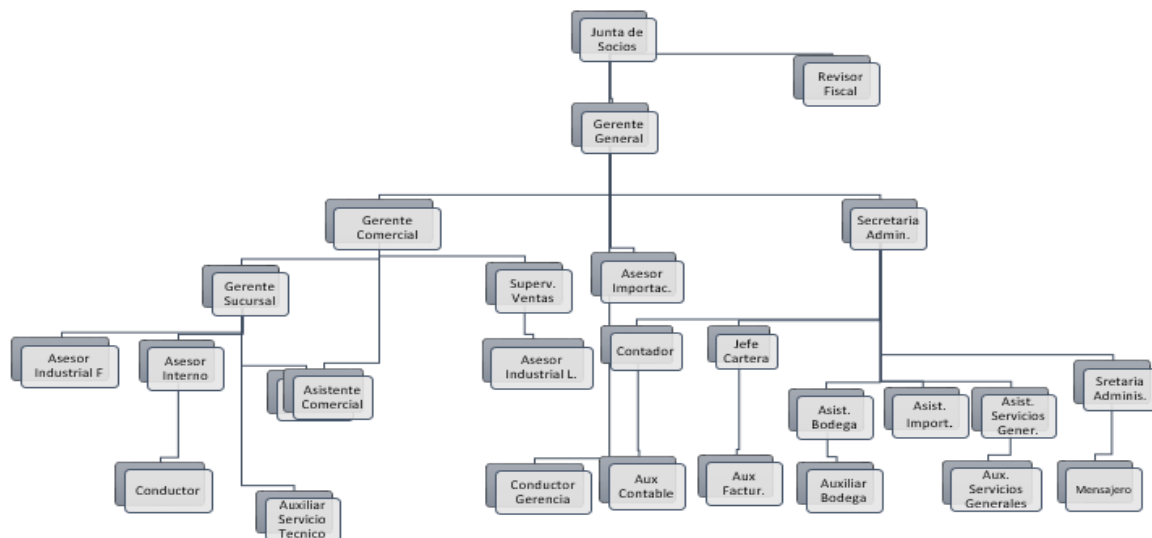 Junta de
Socios
Revisor
Fiscal
Gerente
General
Gerente
Comercial
Secretaria
Admin.
Gerente
Sucursal
Superv.
Ventas
Asesor
Importac.
Asesor
Industrial F
Asesor
Interno
Asistente
Comercial
Asesor
Industrial L.
Contador
Jefe
Cartera
Asist.
Bodega
Asist.
Import.
Asist.
Servicios
Gener.
Sretaria
Adminis.
Conductor
Auxiliar
Servicio
Tecnico
Conductor
Gerencia
Aux
Contable
Aux
Factur.
Auxiliar
Bodega
Aux.
Servicios
Generales
Mensajero